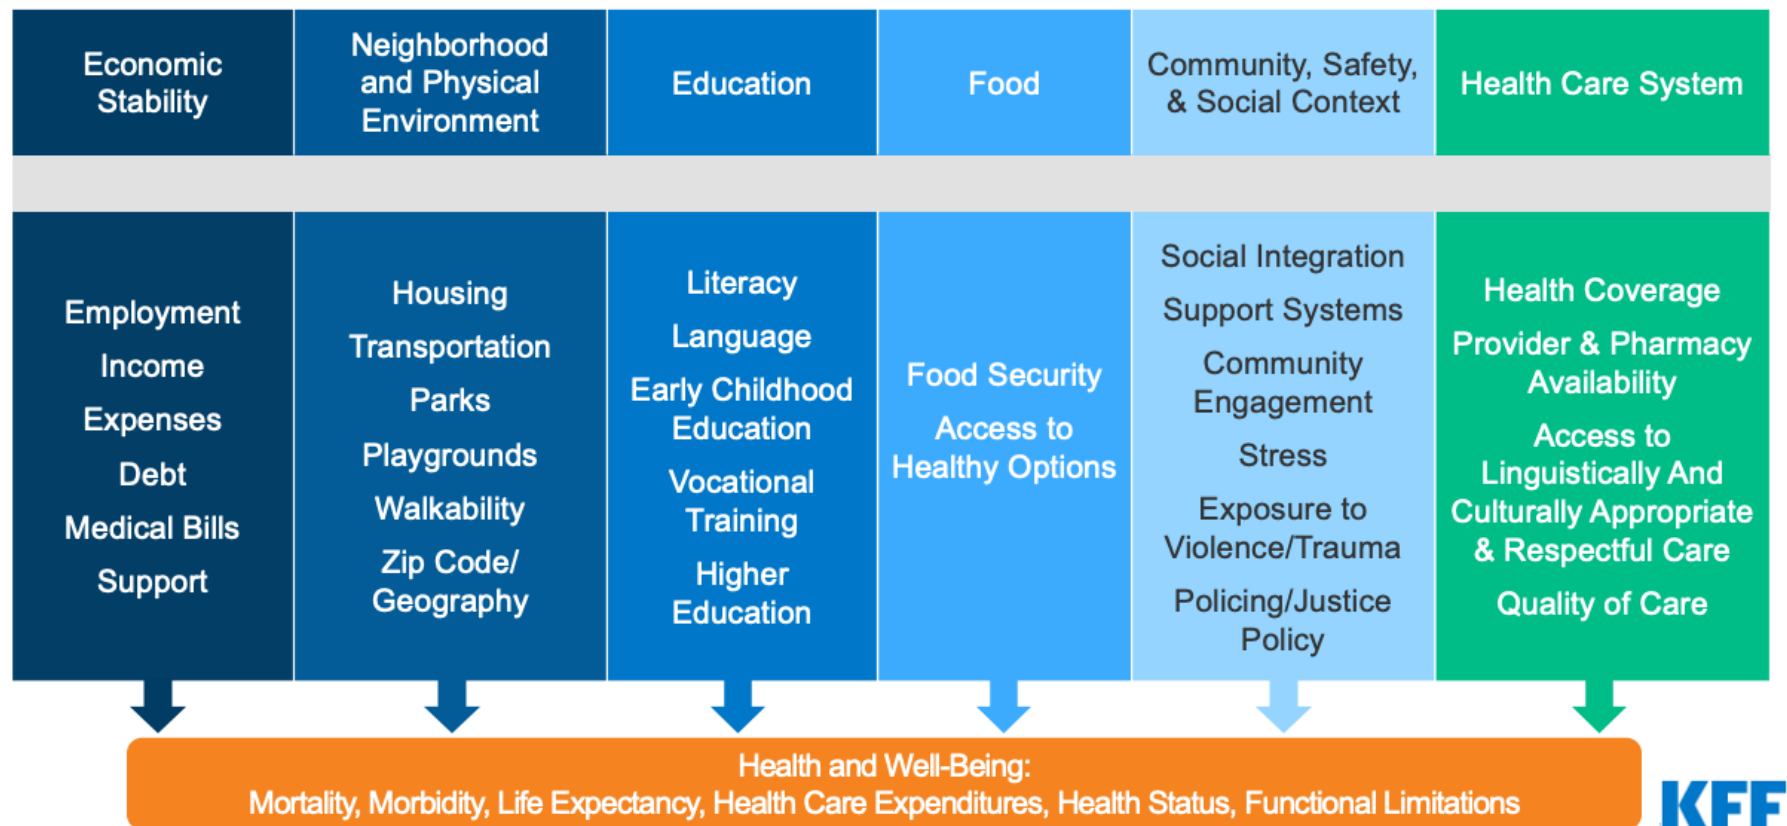 Economic
Stability
Neighborhood
and Physical
Environment
Education
Food
Community, Safety,
& Social Context
Health Care System
Employment
Income
Expenses
Debt
Medical Bills
Support
Housing
Transportation
Parks
Playgrounds
Walkability
Zip Code/
Geography
Literacy
Language
Early Childhood
Education
Vocational
Training
Higher
Education
Food Security
Access to
Healthy Options
Social Integration
Support Systems
Community
Engagement
Stress
Exposure to
Violence/Trauma
Policing/Justice
Policy
Health Coverage
Provider & Pharmacy
Availability
Access to
Linguistically And
Culturally Appropriate
& Respectful Care
Quality of Care
Health and Well-Being:
Mortality, Morbidity, Life Expectancy, Health Care Expenditures, Health Status, Functional Limitations
KFF